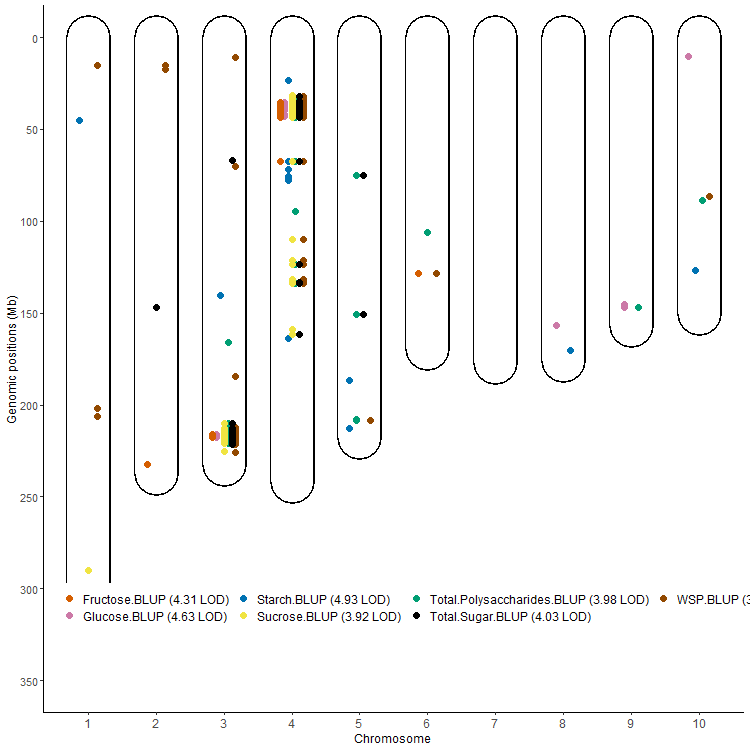 0
50
100
150
200
250
300
350
Genomic positions (Mb)
Fructose.BLUP (4.31 LOD) Starch.BLUP (4.93 LOD) Total.Polysaccharides.BLUP (3.98 LOD) WSP.BLUP (3
Glucose.BLUP (4.63 LOD) Sucrose.BLUP (3.92 LOD) Total.Sugar.BLUP (4.03 LOD)
1 2 3 4 5 6 7 8 9 10
Chromosome